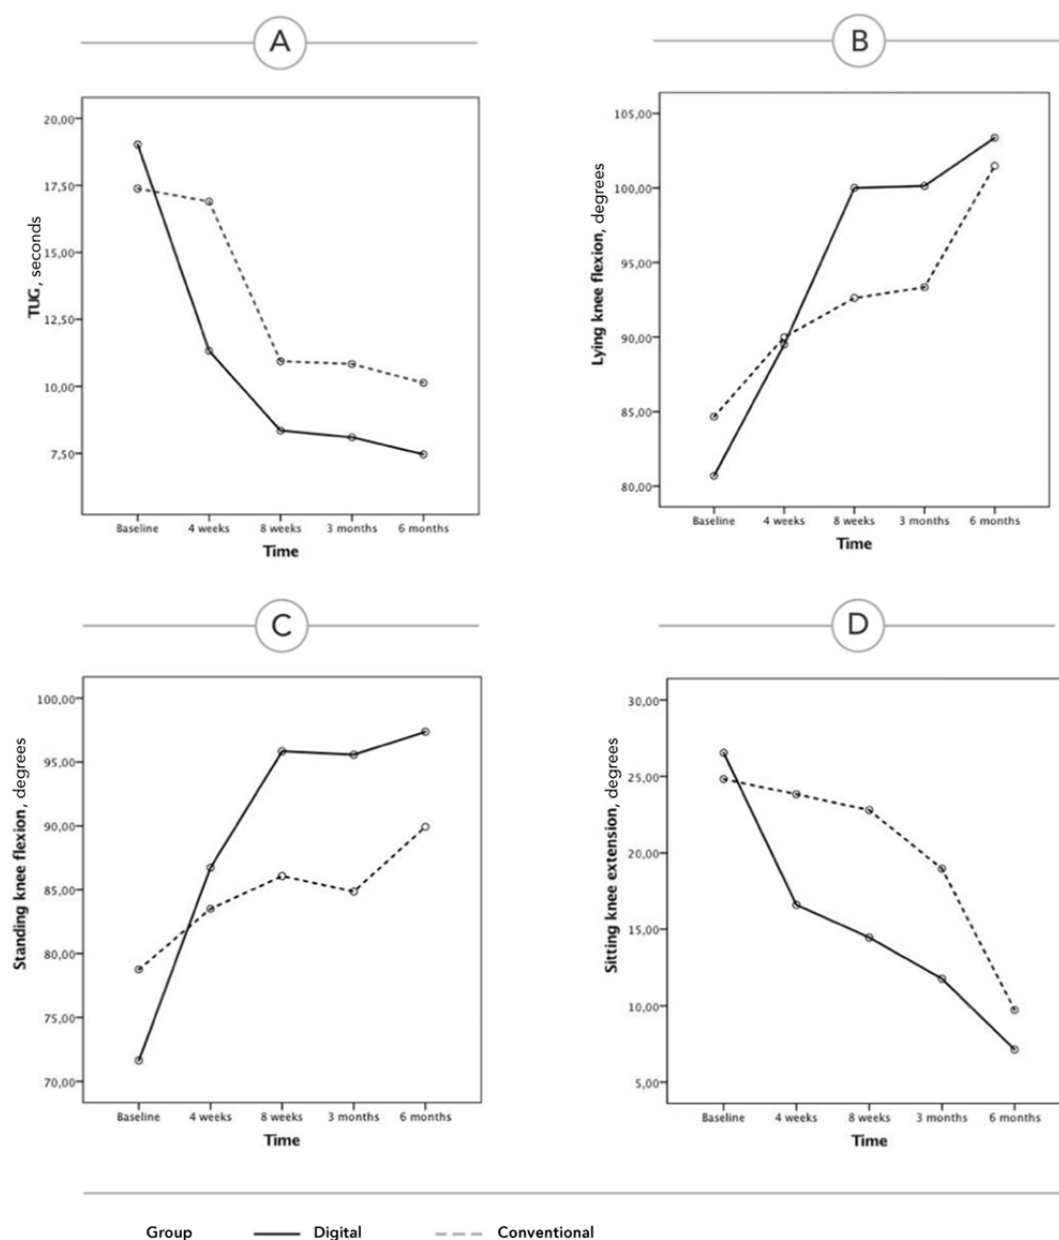 A
TUG, seconds
20,00
17,50
15,00
12,50
10,00
7,50
Baseline 4 weeks 8 weeks 3 months 6 months
Time
B
Lying knee flexion, degrees
105,00
100,00
95,00
90,00
85,00
80,00
Baseline 4 weeks 8 weeks 3 months 6 months
Time
C
Standing knee flexion, degrees
100,00
95,00
90,00
85,00
80,00
75,00
70,00
Baseline 4 weeks 8 weeks 3 months 6 months
Time
D
Sitting knee extension, degrees
30,00
25,00
20,00
15,00
10,00
5,00
Baseline 4 weeks 8 weeks 3 months 6 months
Time
Group Digital Conventional